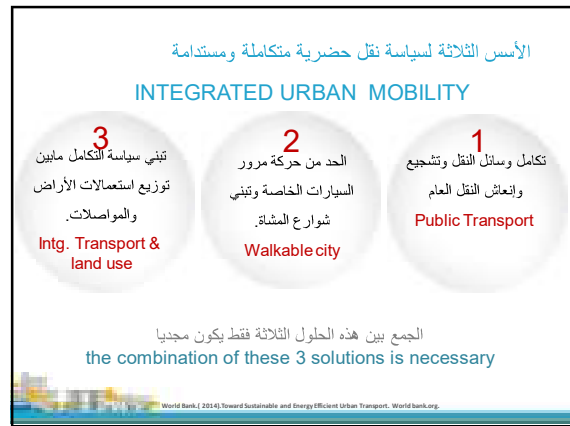 الأسس الثلاثة لسياسة نقل حضرية متكاملة ومستدامة
INTEGRATED URBAN MOBILITY
1
تكامل وسائل النقل وتشجيع
وإنعاش النقل العام
Public Transport
2
الحد من حركة مرور
السيارات الخاصة وتبني
شوارع المشاة.
Walkable city
3
تبني سياسة التكامل مابين
توزيع استعمالات الأراض
والمواصلات.
Intg. Transport &
land use
الجمع بين هذه الحلول الثلاثة فقط يكون مجديا
the combination of these 3 solutions is necessary
World Bank.( 2014).Toward Sustainable and Energy Efficient Urban Transport. World bank.org.